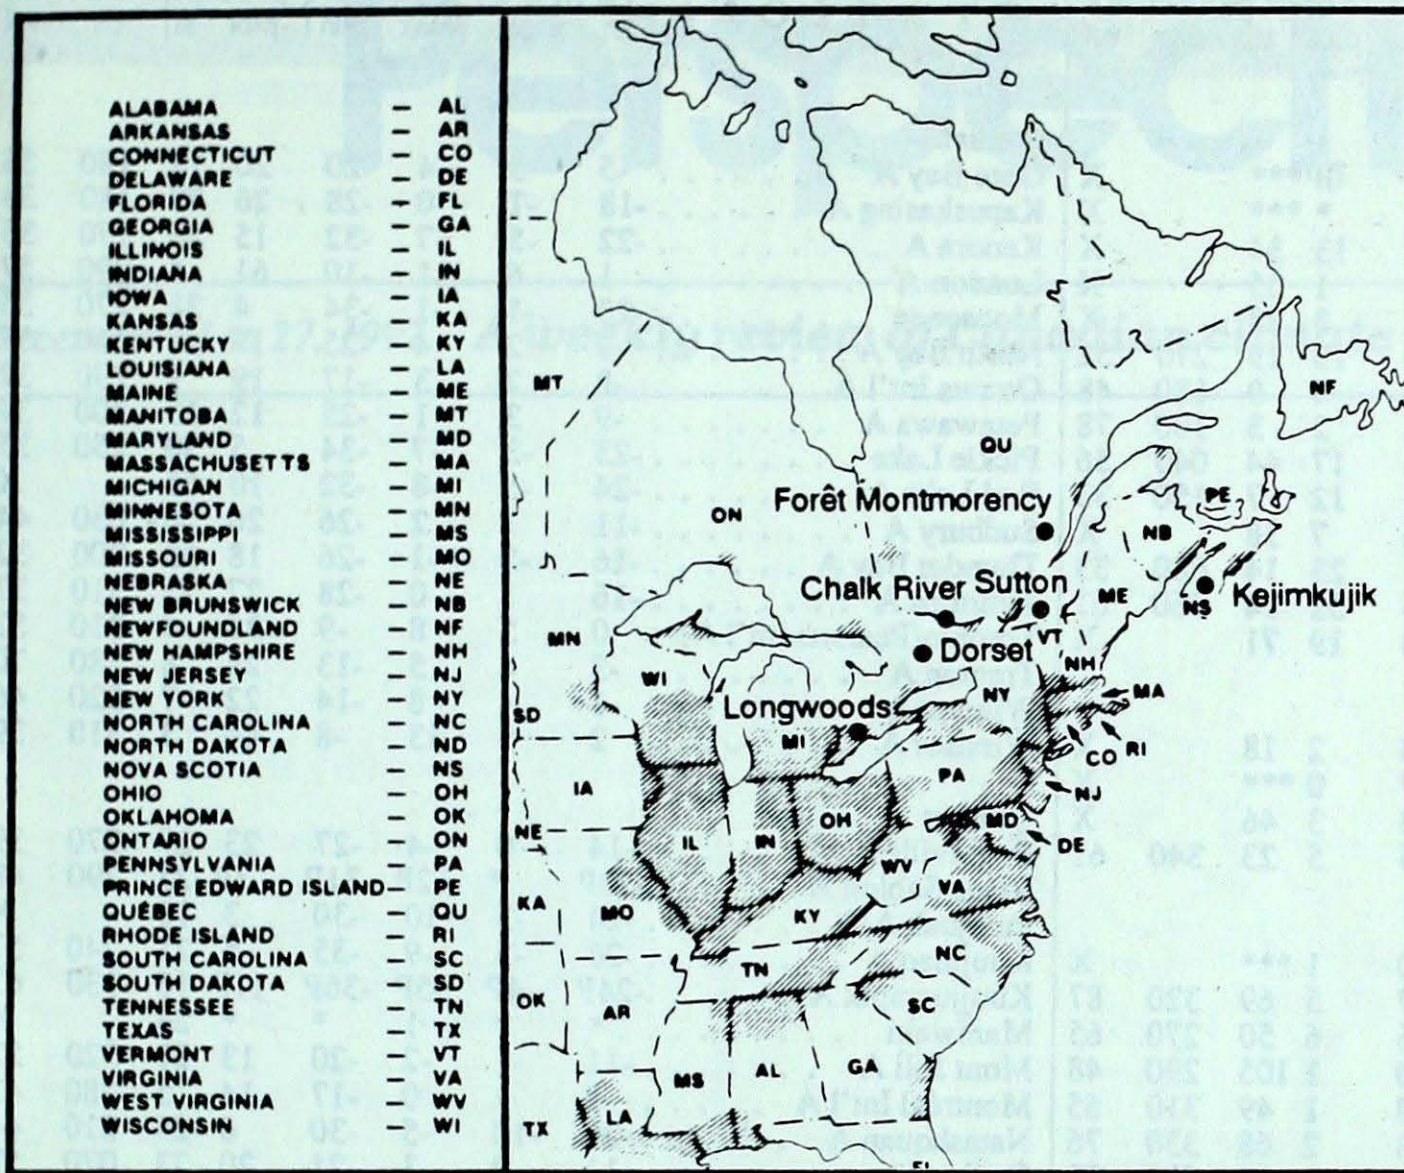 ALABAMA – AL
ARKANSAS – AR
CONNECTICUT – CO
DELAWARE – DE
FLORIDA – FL
GEORGIA – GA
ILLINOIS – IL
INDIANA – IN
IOWA – IA
KANSAS – KA
KENTUCKY – KY
LOUISIANA – LA
MAINE – ME
MANITOBA – MT
MARYLAND – MD
MASSACHUSETTS – MA
MICHIGAN – MI
MINNESOTA – MN
MISSISSIPPI – MS
MISSOURI – MO
NEBRASKA – NE
NEW BRUNSWICK – NB
NEWFOUNDLAND – NF
NEW HAMPSHIRE – NH
NEW JERSEY – NJ
NEW YORK – NY
NORTH CAROLINA – NC
NORTH DAKOTA – ND
NOVA SCOTIA – NS
OHIO – OH
OKLAHOMA – OK
ONTARIO – ON
PENNSYLVANIA – PA
PRINCE EDWARD ISLAND – PE
QUÉBEC – QU
RHODE ISLAND – RI
SOUTH CAROLINA – SC
SOUTH DAKOTA – SD
TENNESSEE – TN
TEXAS – TX
VERMONT – VT
VIRGINIA – VA
WEST VIRGINIA – WV
WISCONSIN – WI
MT
NF
QU
Forêt Montmorency
PE
ON
NB
Chalk River
Sutton
ME
NS
Kejimkujik
MN
VT
Dorset
NH
WI
NY
MA
SD
Longwoods
MI
CO
RI
PA
IA
NJ
NE
OH
MD
IL
IN
DE
WV
VA
KA
MO
KY
NC
TN
OK
AR
SC
MS
AL
GA
LA
TX